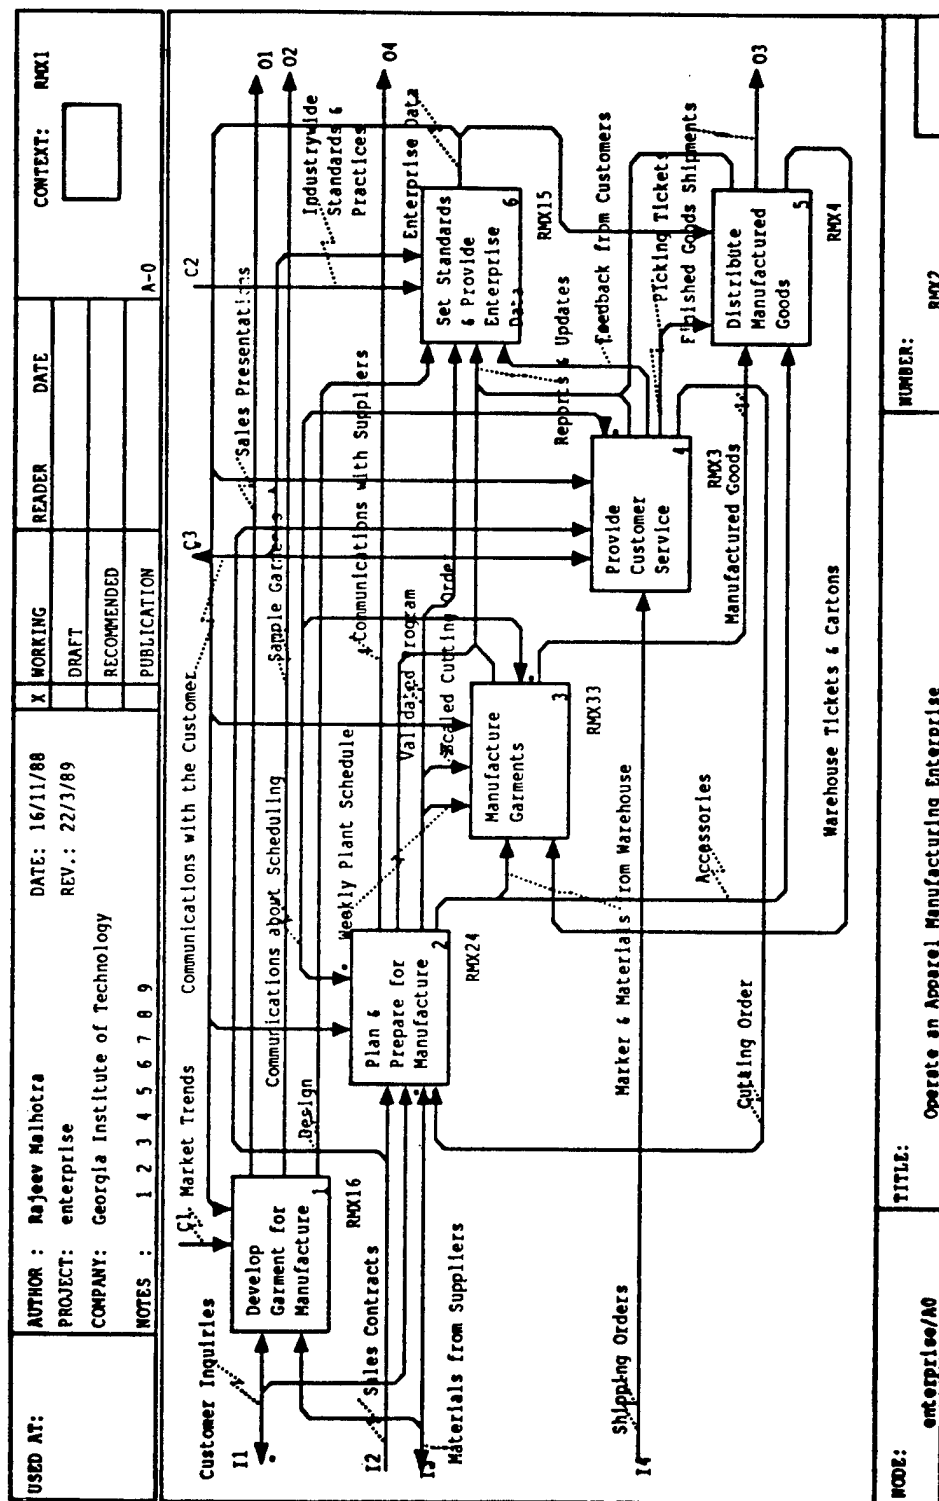 USED AT:
AUTHOR : Rajeev Malhotra
PROJECT: enterprise
COMPANY: Georgia Institute of Technology
NOTES : 1 2 3 4 5 6 7 8 9
DATE: 16/11/88
REV.: 22/3/89
X WORKING
DRAFT
RECOMMENDED
PUBLICATION
READER DATE
CONTEXT: RMX1
A-0
C1
Market Trends
Communications with the Customer
C3
C2
Customer Inquiries
I1
Develop
Garment for
Manufacture
1
RMX16
Sales Presentations
O1
O2
Communications about Scheduling
Sample Garments
Industrywide
Standards &
Practices
Design
I2
Sales Contracts
Plan &
Prepare for
Manufacture
2
RMX24
Weekly Plant Schedule
Communications with Suppliers
O4
Validated Program
Scaled Cutting Order
Enterprise Data
Set Standards
& Provide
Enterprise
Data
6
RMX15
I3
Materials from Suppliers
Manufacture
Garments
3
RMX33
Reports & Updates
Feedback from Customers
Picking Tickets
Finished Goods Shipments
Provide
Customer
Service
4
RMX3
Marker & Materials from Warehouse
Shipping Orders
I4
Accessories
Manufactured Goods
Distribute
Manufactured
Goods
5
RMX4
O3
Cutting Order
Warehouse Tickets & Cartons
NODE:
enterprise/A0
TITLE:
Operate an Apparel Manufacturing Enterprise
NUMBER:
RMX2